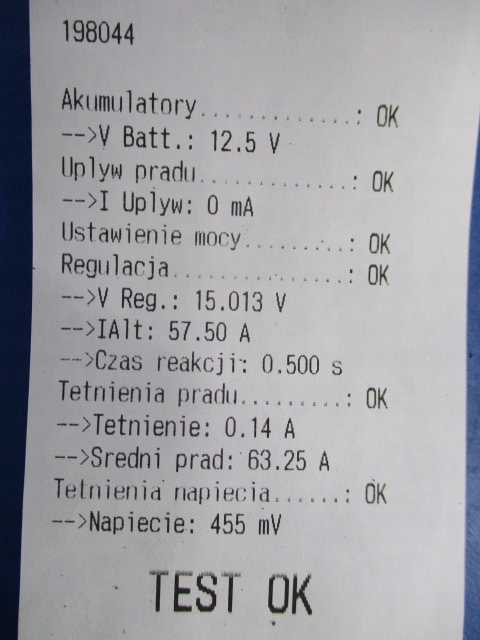 198044
Akumulatory..............: OK
-->V Batt.: 12.5 V
Uplyw pradu..............: OK
-->I Uplyw: 0 mA
Ustawienie mocy.........: OK
Regulacja................: OK
-->V Reg.: 15.013 V
-->IAlt: 57.50 A
-->Czas reakcji: 0.500 s
Tetnienia pradu.........: OK
-->Tetnienie: 0.14 A
-->Sredni prad: 63.25 A
Tetnienia napiecia......: OK
-->Napiecie: 455 mV
TEST OK